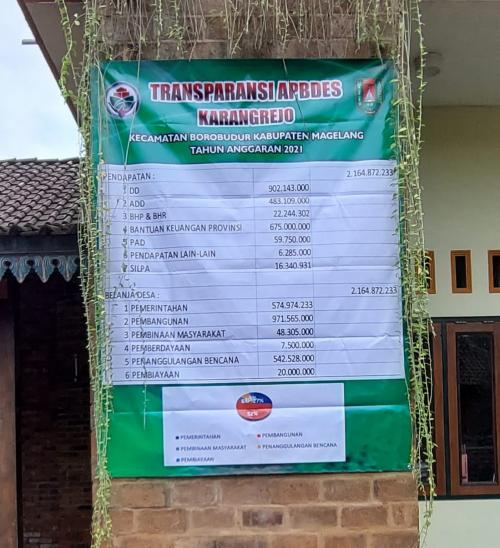 TRANSPARANSI APBDES
KARANGREJO
KECAMATAN BOROBUDUR KABUPATEN MAGELANG
TAHUN ANGGARAN 2021
PENDAPATAN : 2.164.872.233
1 DD 902.143.000
2 ADD 483.109.000
3 BHP & BHR 22.244.302
4 BANTUAN KEUANGAN PROVINSI 675.000.000
5 PAD 59.750.000
6 PENDAPATAN LAIN-LAIN 6.285.000
7 SILPA 16.340.931
BELANJA DESA : 2.164.872.233
1 PEMERINTAHAN 574.974.233
2 PEMBANGUNAN 971.565.000
3 PEMBINAAN MASYARAKAT 48.305.000
4 PEMBERDAYAAN 7.500.000
5 PENANGGULANGAN BENCANA 542.528.000
6 PEMBIAYAAN 20.000.000
PEMERINTAHAN PEMBANGUNAN
PEMBINAAN MASYARAKAT PENANGGULANGAN BENCANA
PEMBIAYAAN